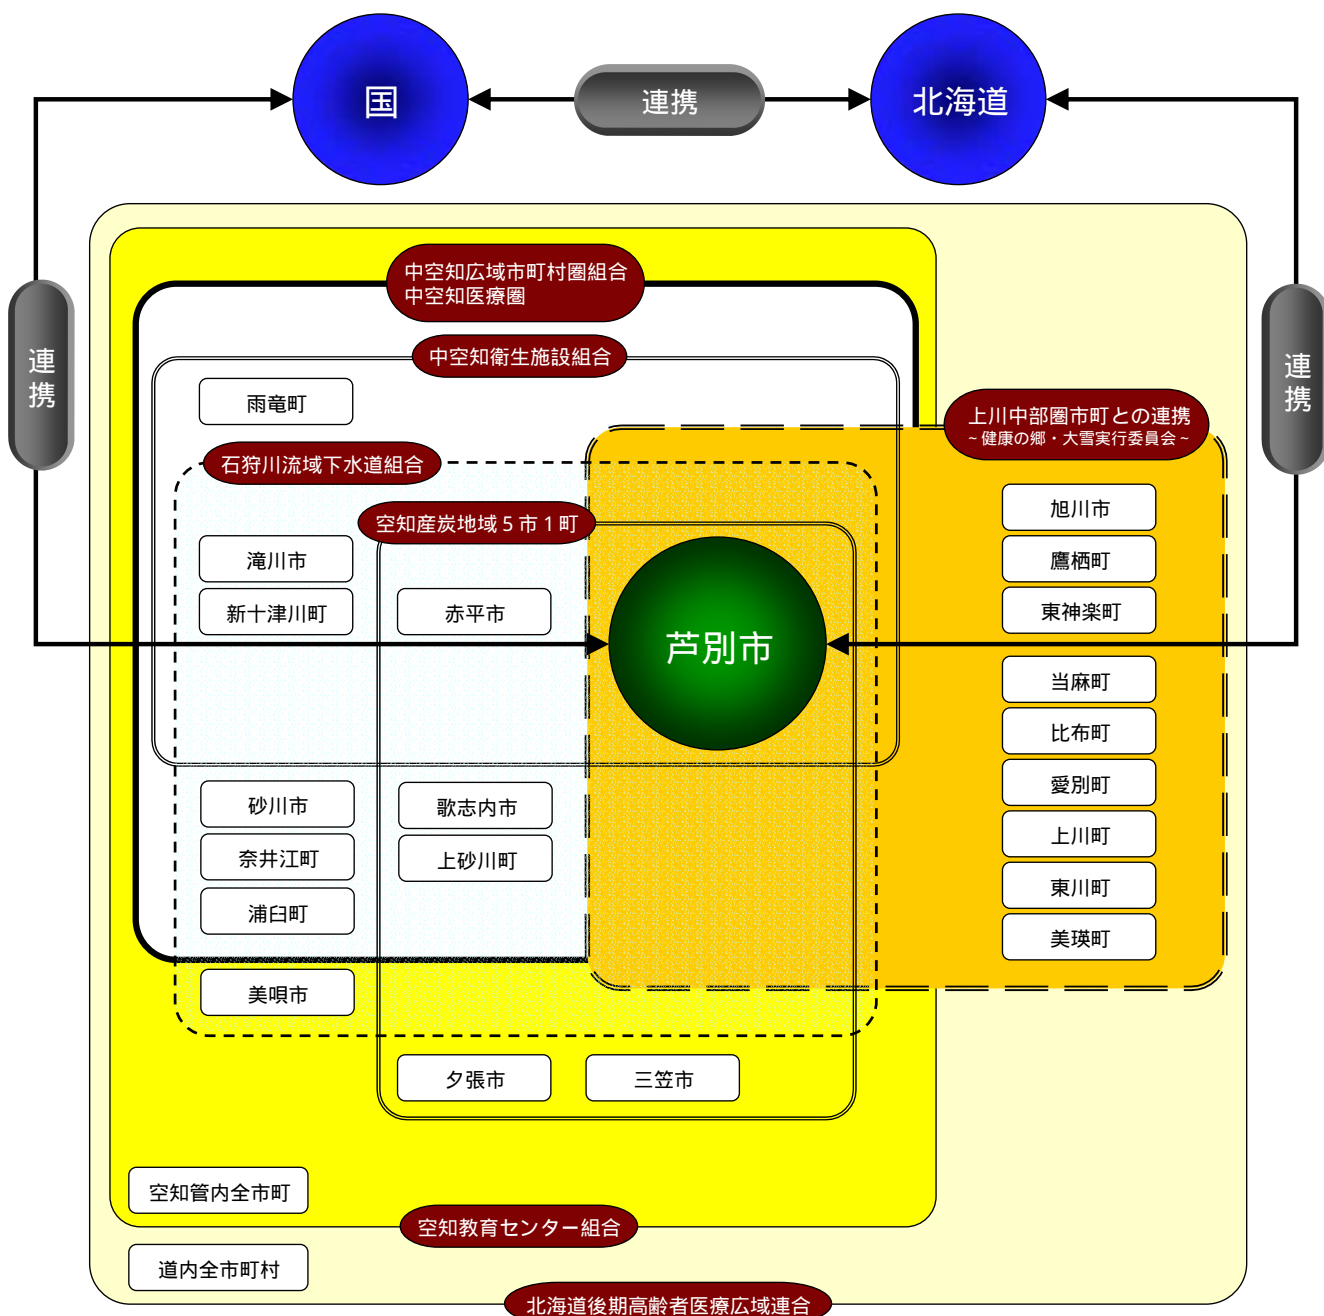 国
連携
北海道
連携
連携
中空知広域市町村圏組合
中空知医療圏
中空知衛生施設組合
雨竜町
上川中部圏市町との連携
~健康の郷・大雪実行委員会~
石狩川流域下水道組合
空知産炭地域5市1町
旭川市
滝川市
鷹栖町
新十津川町
赤平市
東神楽町
芦別市
当麻町
比布町
愛別町
砂川市
歌志内市
上川町
奈井江町
上砂川町
東川町
浦臼町
美瑛町
美唄市
夕張市
三笠市
空知管内全市町
空知教育センター組合
道内全市町村
北海道後期高齢者医療広域連合